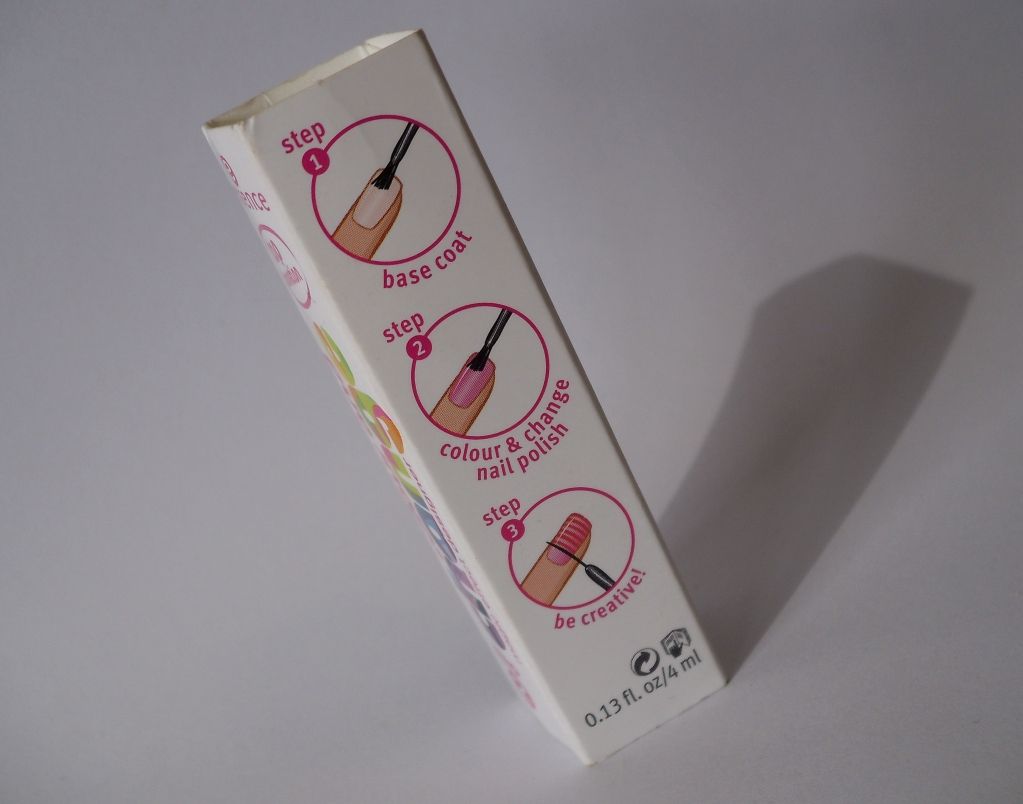 step
1
base coat
step
2
colour & change
nail polish
step
3
be creative!
0.13 fl. oz/4 ml